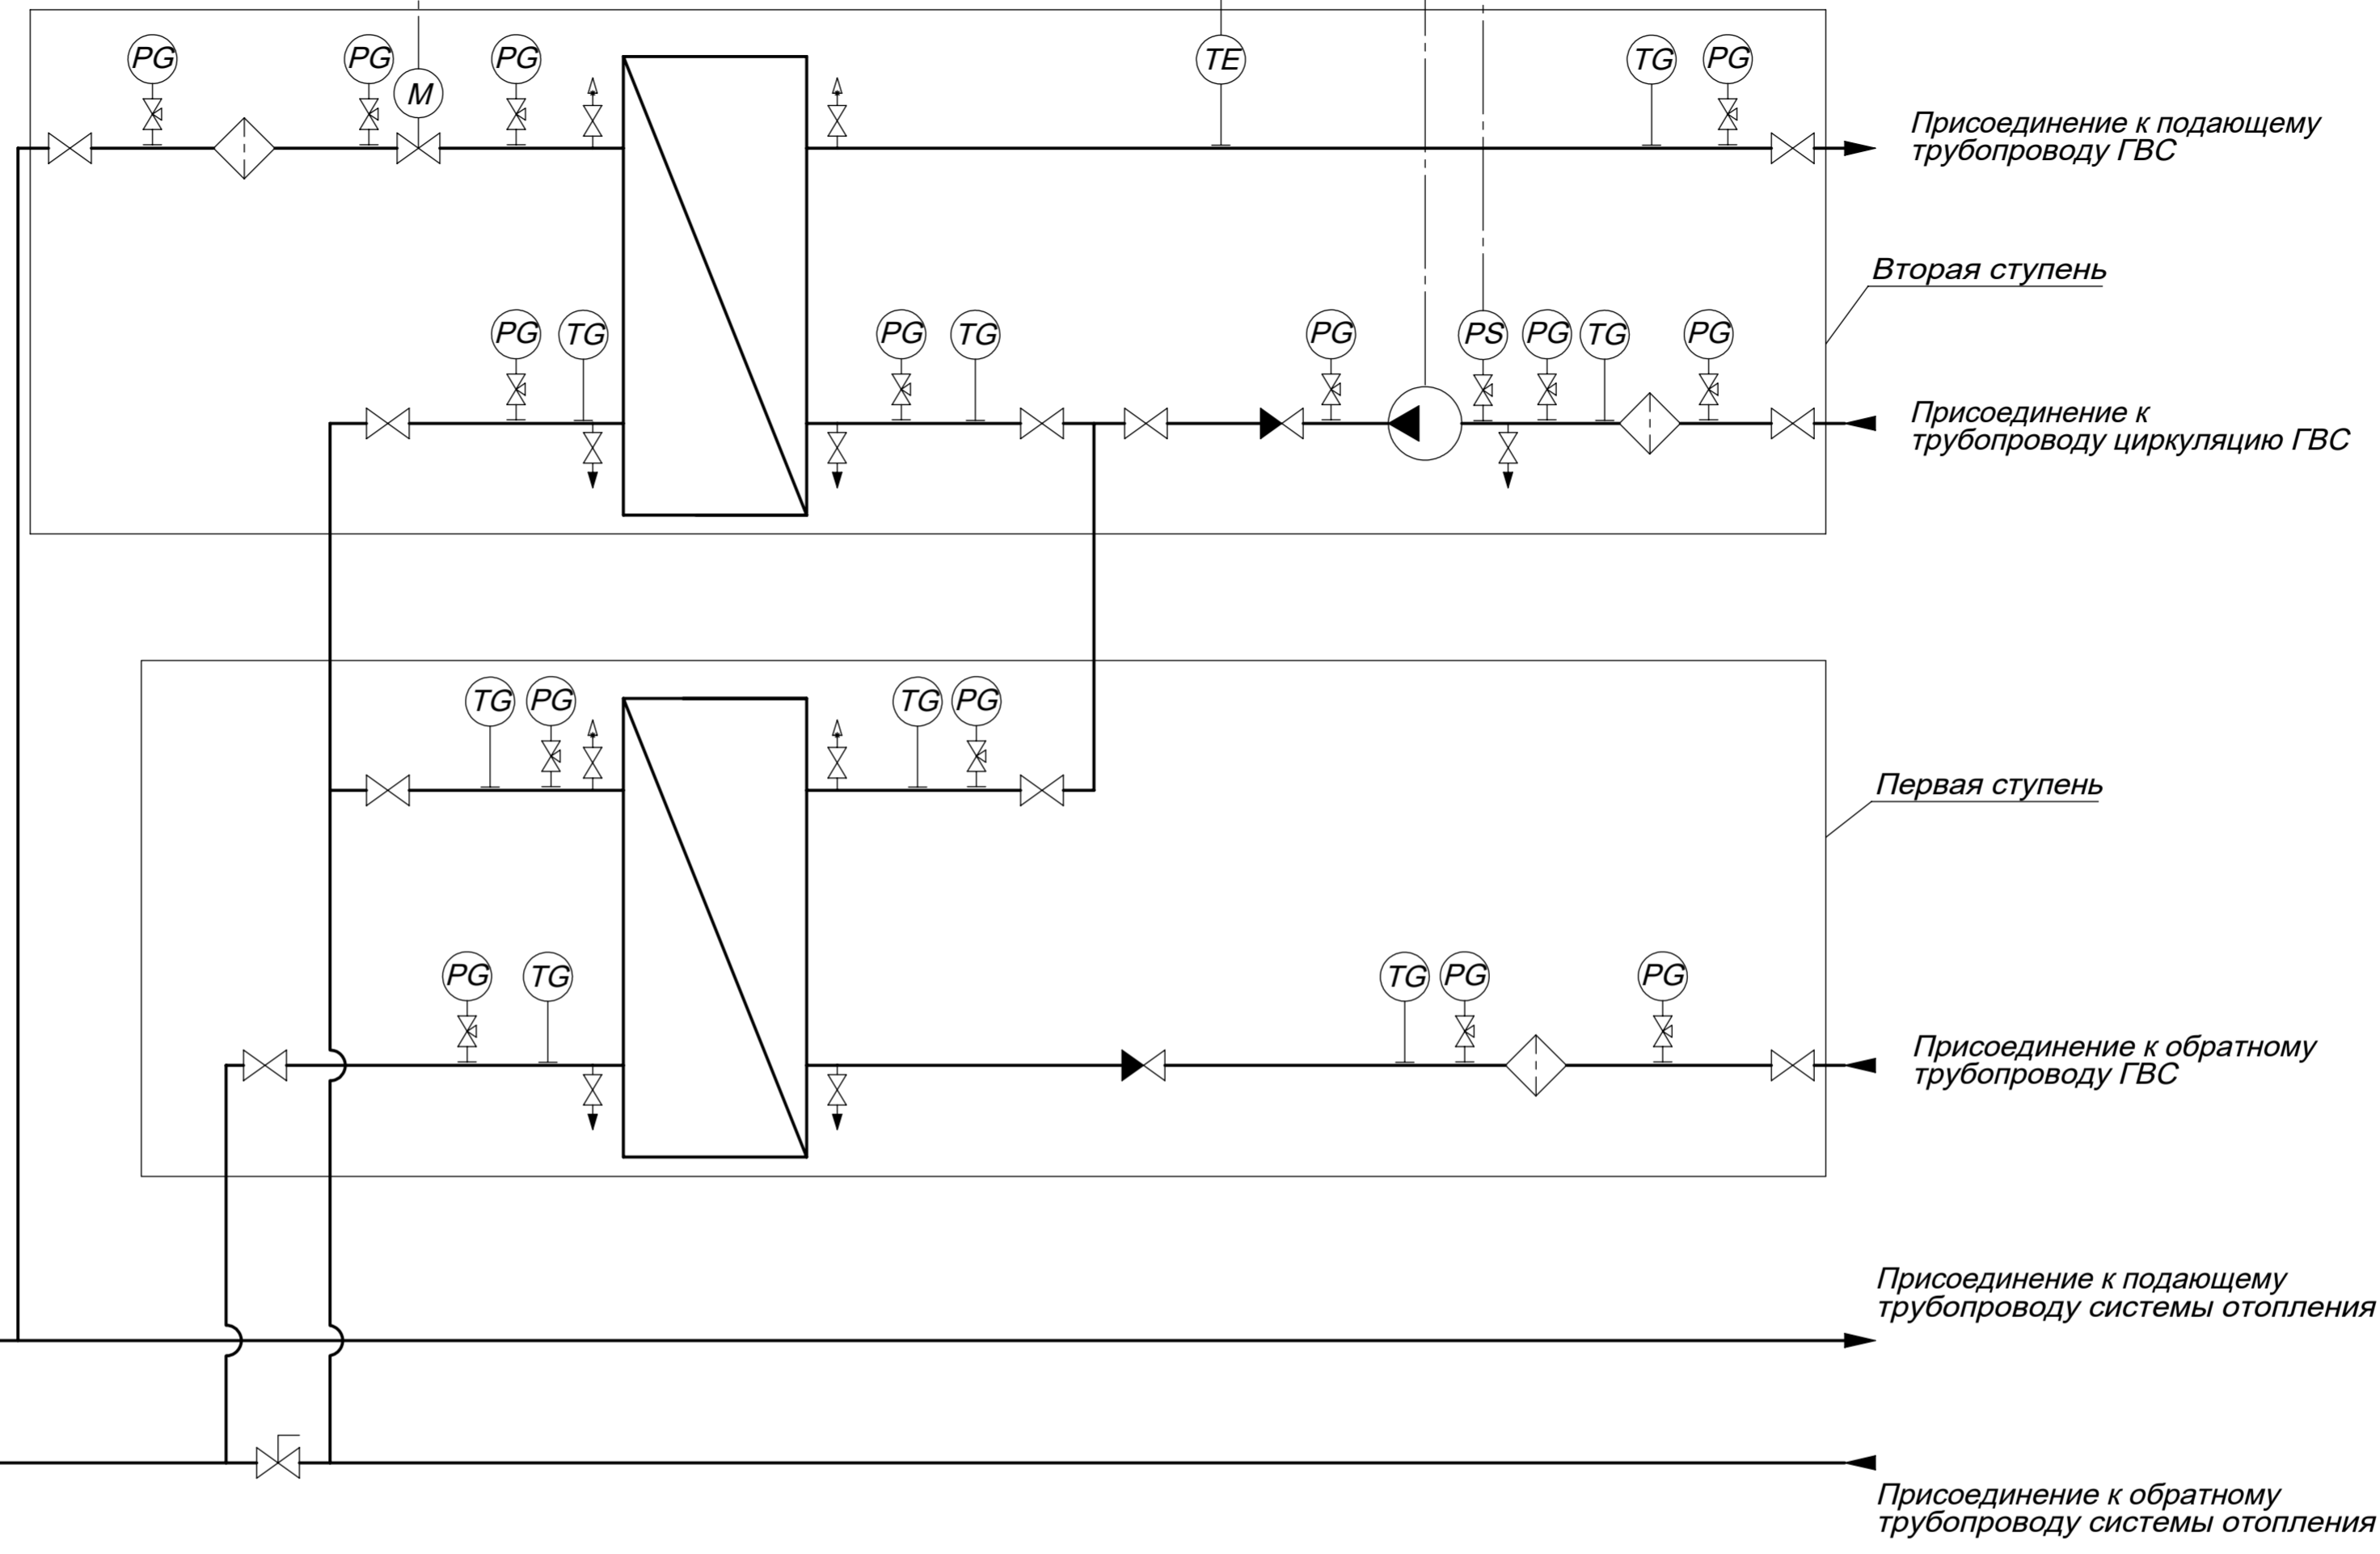 PG PG PG TE TG PG
M
Присоединение к подающему
трубопроводу ГВС
Вторая ступень
PG TG PG TG PG PS PG TG PG
Присоединение к
трубопроводу циркуляцию ГВС
TG PG TG PG
Первая ступень
PG TG TG PG PG
Присоединение к обратному
трубопроводу ГВС
Присоединение к подающему
трубопроводу системы отопления
Присоединение к обратному
трубопроводу системы отопления